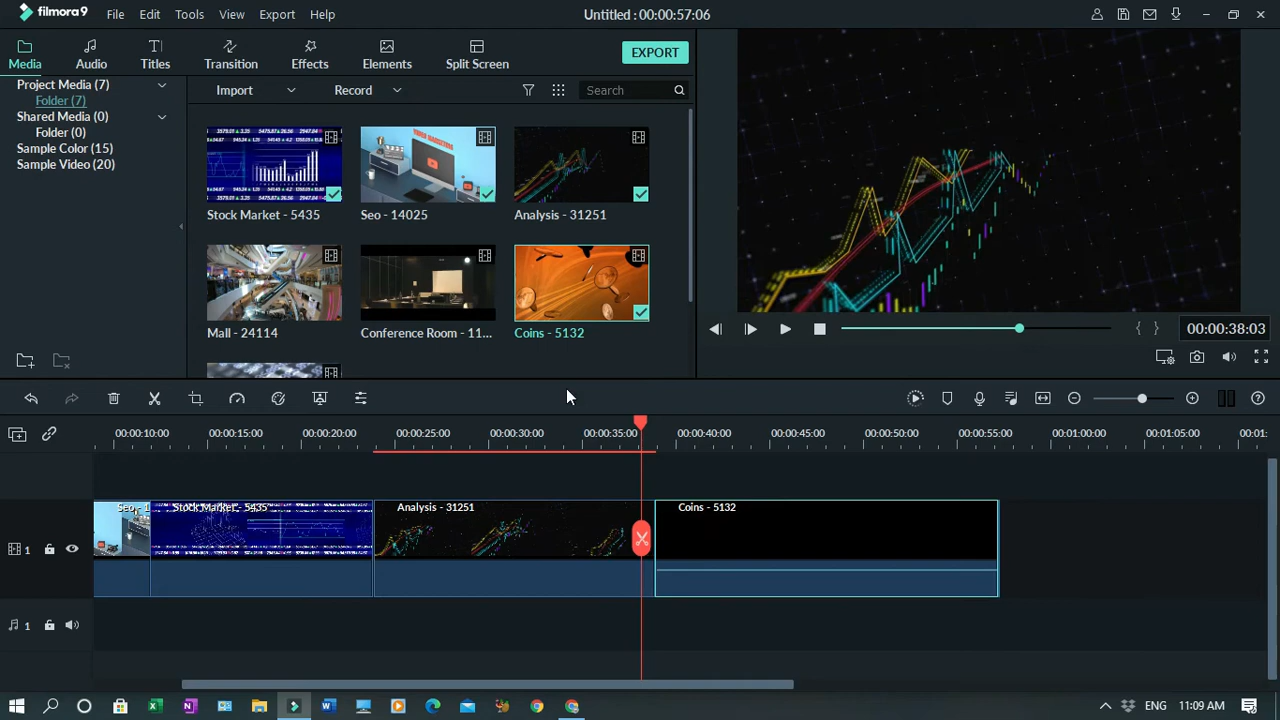 filmora9
File Edit Tools View Export Help
Untitled : 00:00:57:06
Media
Audio
Titles
Transition
Effects
Elements
Split Screen
EXPORT
Project Media (7)
Folder (7)
Shared Media (0)
Folder (0)
Sample Color (15)
Sample Video (20)
Import
Record
Search
Stock Market - 5435
Seo - 14025
Analysis - 31251
Mall - 24114
Conference Room - 11...
Coins - 5132
00:00:38:03
00:00:10:00 00:00:15:00 00:00:20:00 00:00:25:00 00:00:30:00 00:00:35:00 00:00:40:00 00:00:45:00 00:00:50:00 00:00:55:00 00:01:00:00 00:01:05:00 00:01:
Seo - 1
Stock Market - 5435
Analysis - 31251
Coins - 5132
1
1
ENG
11:09 AM